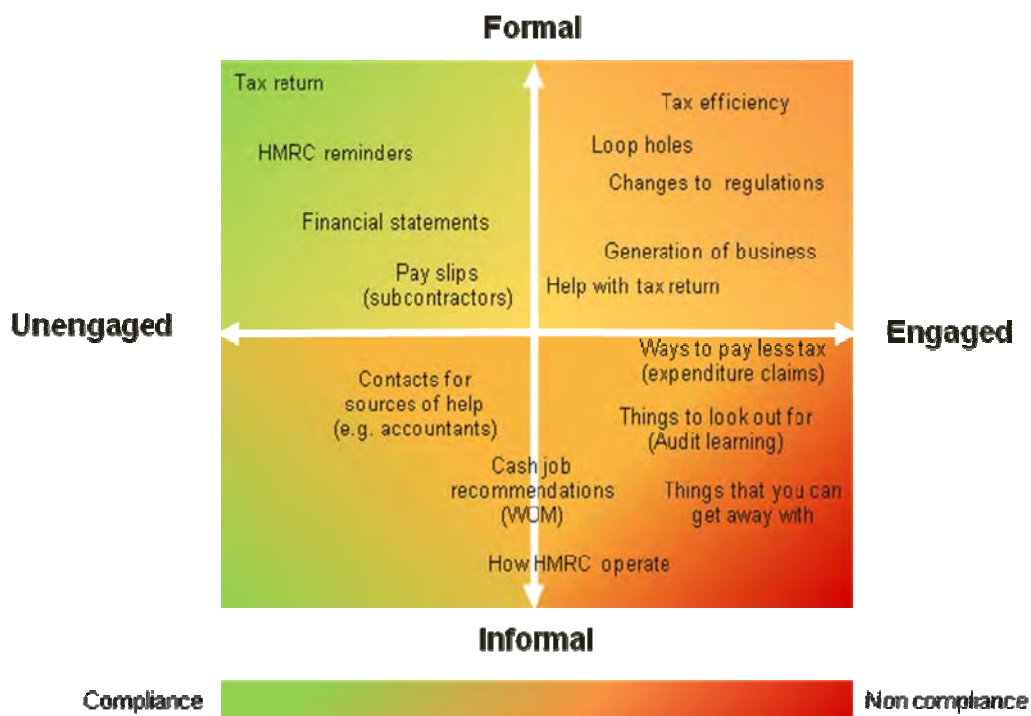 Formal
Tax return
Tax efficiency
HMRC reminders
Loop holes
Changes to regulations
Financial statements
Generation of business
Pay slips
(subcontractors)
Help with tax return
Unengaged
Engaged
Ways to pay less tax
(expenditure claims)
Contacts for
sources of help
(e.g. accountants)
Things to look out for
(Audit learning)
Cash job
recommendations
(WOM)
Things that you can
get away with
How HMRC operate
Informal
Compliance
Non compliance